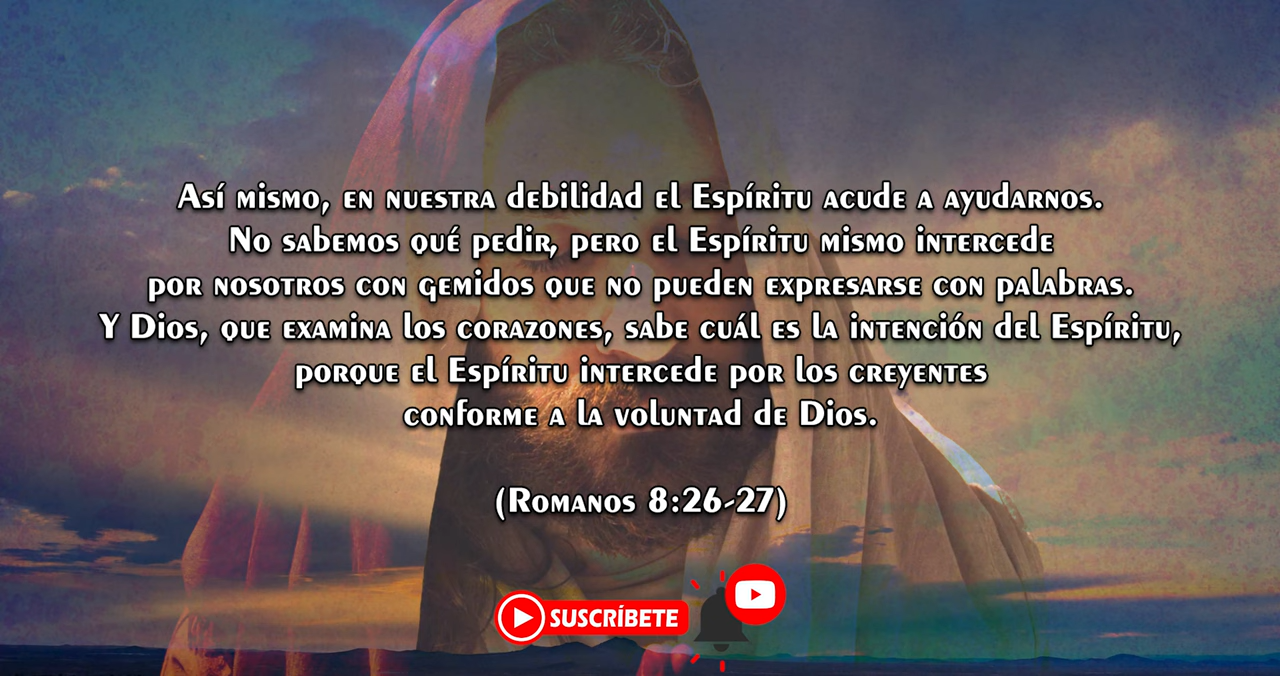 Así mismo, en nuestra debilidad el Espíritu acude a ayudarnos.
No sabemos qué pedir, pero el Espíritu mismo intercede
por nosotros con gemidos que no pueden expresarse con palabras.
Y Dios, que examina los corazones, sabe cuál es la intención del Espíritu,
porque el Espíritu intercede por los creyentes
conforme a la voluntad de Dios.
(Romanos 8:26-27)
SUSCRÍBETE